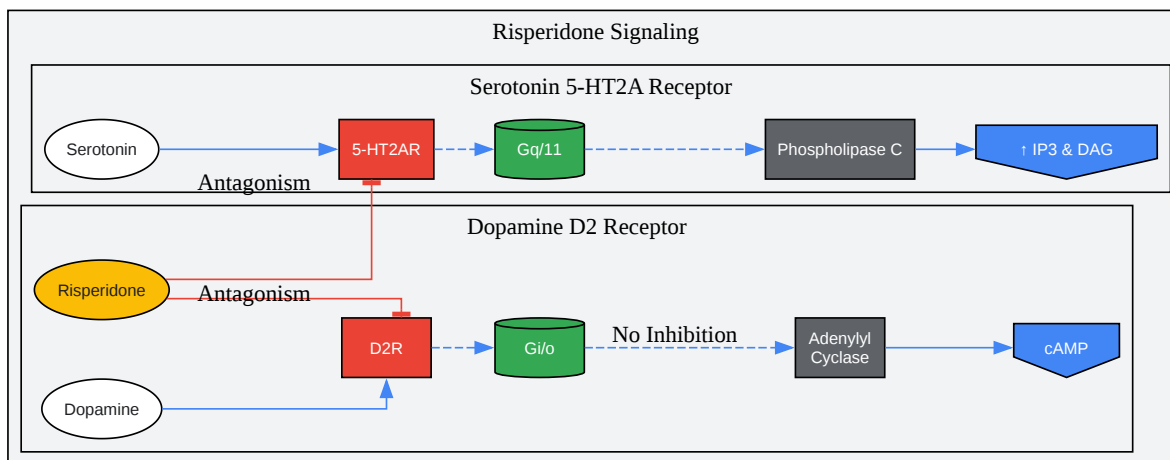 Risperidone Signaling
Serotonin 5-HT2A Receptor
Serotonin
5-HT2AR
Gq/11
Phospholipase C
↑ IP3 & DAG
Antagonism
Dopamine D2 Receptor
Risperidone
Antagonism
D2R
Gi/o
No Inhibition
Adenylyl
Cyclase
cAMP
Dopamine